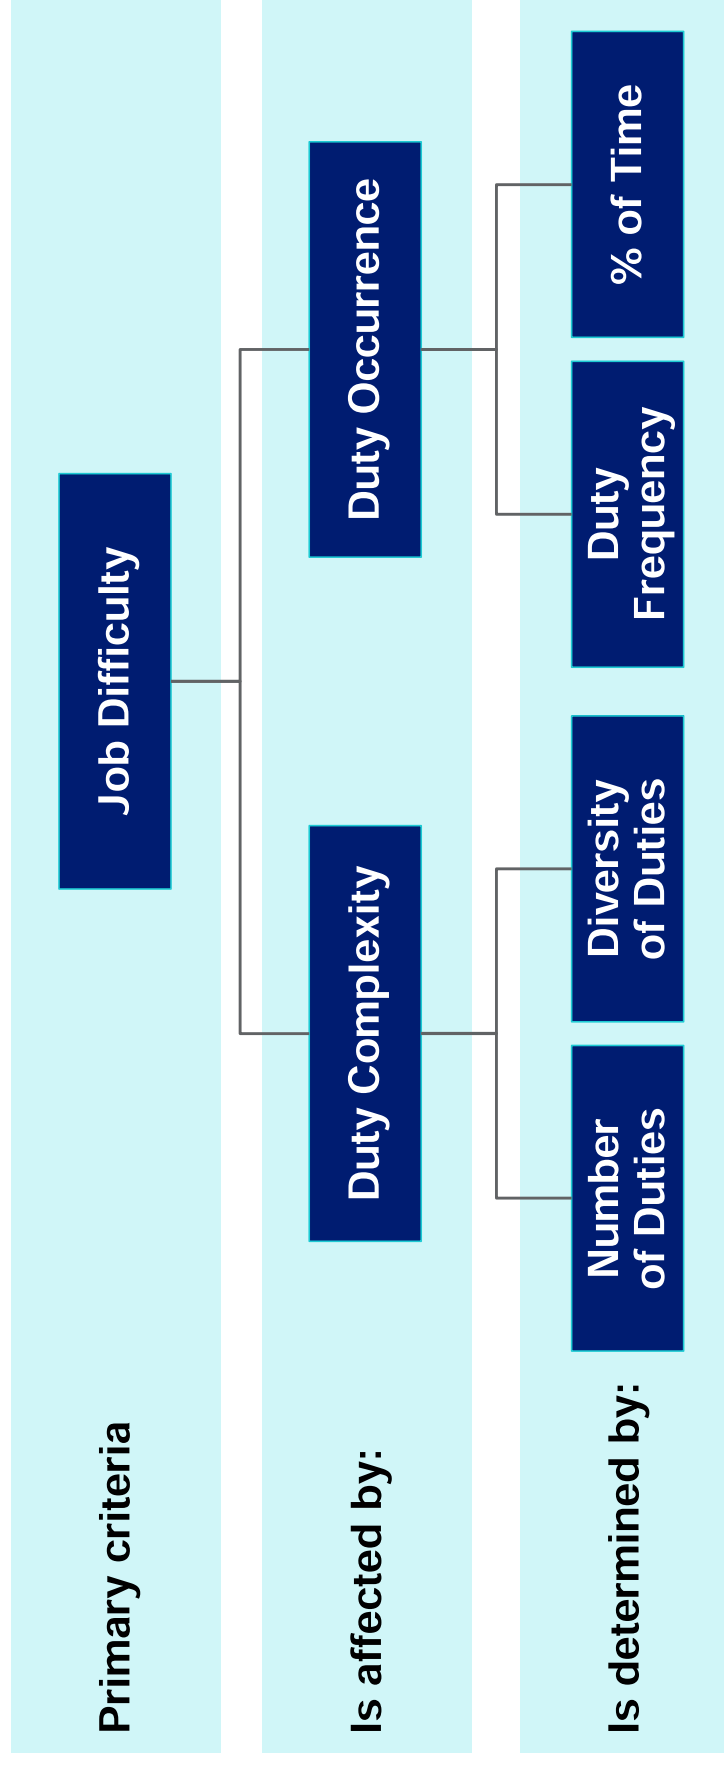 Primary criteria
Job Difficulty
Is affected by:
Duty Complexity
Duty Occurrence
Is determined by:
Number
of Duties
Diversity
of Duties
Duty
Frequency
% of Time